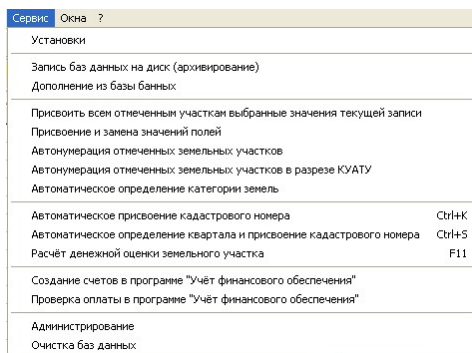 Сервис Окна ?
Установки
Запись баз данных на диск (архивирование)
Дополнение из базы банных
Присвоить всем отмеченным участкам выбранные значения текущей записи
Присвоение и замена значений полей
Автонумерация отмеченных земельных участков
Автонумерация отмеченных земельных участков в разрезе КУАТУ
Автоматическое определение категории земель
Автоматическое присвоение кадастрового номера Ctrl+K
Автоматическое определение квартала и присвоение кадастрового номера Ctrl+S
Расчёт денежной оценки земельного участка F11
Создание счетов в программе "Учёт финансового обеспечения"
Проверка оплаты в программе "Учёт финансового обеспечения"
Администрирование
Очистка баз данных